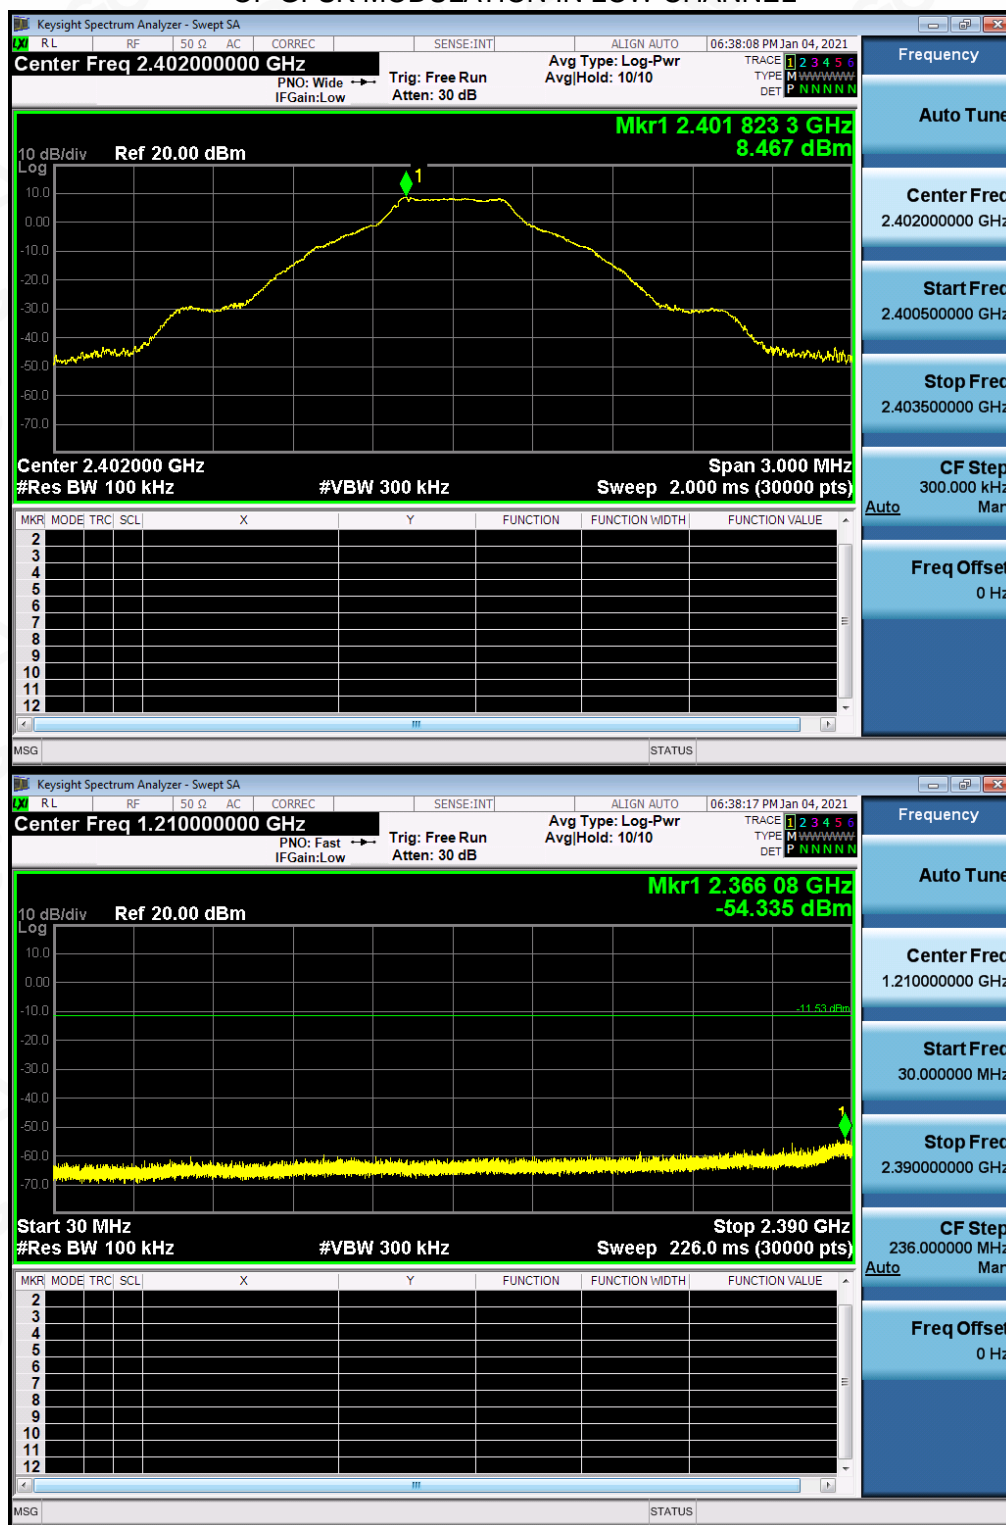 OF GFSK MODULATION IN LOW CHANNEL
Keysight Spectrum Analyzer - Swept SA
LXI RL RF 50 Ω AC CORREC SENSE:INT ALIGN AUTO 06:38:08 PM Jan 04, 2021
Center Freq 2.402000000 GHz
PNO: Wide
IFGain:Low
Trig: Free Run
Atten: 30 dB
Avg Type: Log-Pwr
Avg|Hold: 10/10
TRACE 1 2 3 4 5 6
TYPE M WWWWW
DET P N N N N N
Mkr1 2.401 823 3 GHz
8.467 dBm
10 dB/div Ref 20.00 dBm
Log
1
10.0
0.00
-10.0
-20.0
-30.0
-40.0
-50.0
-60.0
-70.0
Center 2.402000 GHz Span 3.000 MHz
#Res BW 100 kHz #VBW 300 kHz Sweep 2.000 ms (30000 pts)
MKR MODE TRC SCL X Y FUNCTION FUNCTION WIDTH FUNCTION VALUE
2
3
4
5
6
7
8
9
10
11
12
MSG STATUS
Frequency
Auto Tune
Center Freq
2.402000000 GHz
Start Freq
2.400500000 GHz
Stop Freq
2.403500000 GHz
CF Step
300.000 kHz
Auto Man
Freq Offset
0 Hz
Keysight Spectrum Analyzer - Swept SA
LXI RL RF 50 Ω AC CORREC SENSE:INT ALIGN AUTO 06:38:17 PM Jan 04, 2021
Center Freq 1.210000000 GHz
PNO: Fast
IFGain:Low
Trig: Free Run
Atten: 30 dB
Avg Type: Log-Pwr
Avg|Hold: 10/10
TRACE 1 2 3 4 5 6
TYPE M WWWWW
DET P N N N N N
Mkr1 2.366 08 GHz
-54.335 dBm
10 dB/div Ref 20.00 dBm
Log
10.0
0.00
-10.0
-11.53 dBm
-20.0
-30.0
-40.0
1
-50.0
-60.0
-70.0
Start 30 MHz Stop 2.390 GHz
#Res BW 100 kHz #VBW 300 kHz Sweep 226.0 ms (30000 pts)
MKR MODE TRC SCL X Y FUNCTION FUNCTION WIDTH FUNCTION VALUE
2
3
4
5
6
7
8
9
10
11
12
MSG STATUS
Frequency
Auto Tune
Center Freq
1.210000000 GHz
Start Freq
30.000000 MHz
Stop Freq
2.390000000 GHz
CF Step
236.000000 MHz
Auto Man
Freq Offset
0 Hz